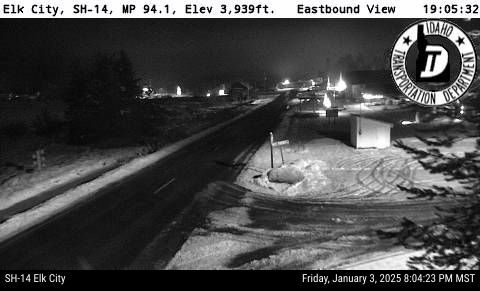 Elk City, SH-14, MP 94.1, Elev 3,939ft. Eastbound View 19:05:32
IDAHO
TRANSPORTATION DEPARTMENT
SH-14 Elk City Friday, January 3, 2025 8:04:23 PM MST